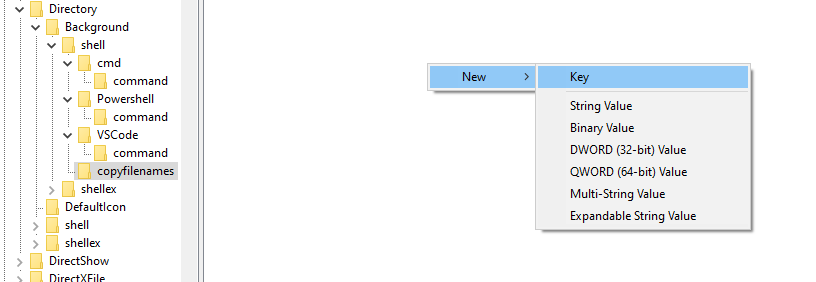 Directory
Background
shell
cmd
command
Powershell
command
VSCode
command
copyfilenames
shellex
DefaultIcon
shell
shellex
DirectShow
DirectXFile
New
Key
String Value
Binary Value
DWORD (32-bit) Value
QWORD (64-bit) Value
Multi-String Value
Expandable String Value